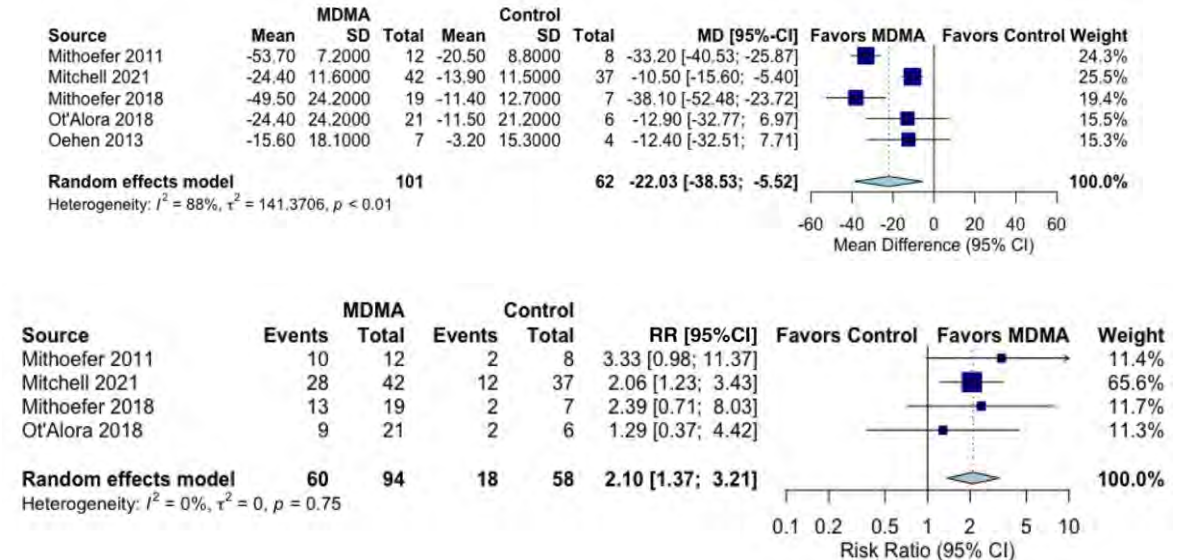 MDMA Control
Source Mean SD Total Mean SD Total MD [95%-CI] Favors MDMA Favors Control Weight
Mithoefer 2011 -53.70 7.2000 12 -20.50 8.8000 8 -33.20 [-40.53; -25.87] 24.3%
Mitchell 2021 -24.40 11.6000 42 -13.90 11.5000 37 -10.50 [-15.60; -5.40] 25.5%
Mithoefer 2018 -49.50 24.2000 19 -11.40 12.7000 7 -38.10 [-52.48; -23.72] 19.4%
Ot'Alora 2018 -24.40 24.2000 21 -11.50 21.2000 6 -12.90 [-32.77; 6.97] 15.5%
Oehen 2013 -15.60 18.1000 7 -3.20 15.3000 4 -12.40 [-32.51; 7.71] 15.3%
Random effects model 101 62 -22.03 [-38.53; -5.52] 100.0%
Heterogeneity: I² = 88%, τ² = 141.3706, p < 0.01
-60 -40 -20 0 20 40 60
Mean Difference (95% CI)
MDMA Control
Source Events Total Events Total RR [95%CI] Favors Control Favors MDMA Weight
Mithoefer 2011 10 12 2 8 3.33 [0.98; 11.37] 11.4%
Mitchell 2021 28 42 12 37 2.06 [1.23; 3.43] 65.6%
Mithoefer 2018 13 19 2 7 2.39 [0.71; 8.03] 11.7%
Ot'Alora 2018 9 21 2 6 1.29 [0.37; 4.42] 11.3%
Random effects model 60 94 18 58 2.10 [1.37; 3.21] 100.0%
Heterogeneity: I² = 0%, τ² = 0, p = 0.75
0.1 0.2 0.5 1 2 5 10
Risk Ratio (95% CI)